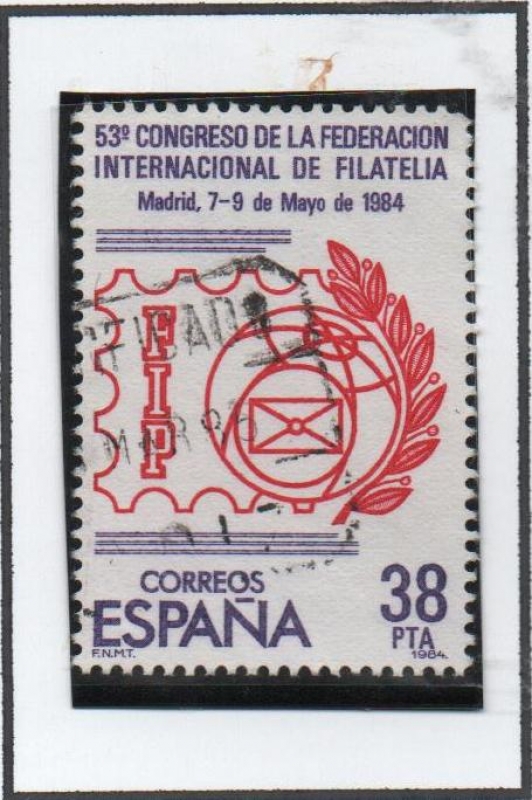 53º CONGRESO DE LA FEDERACION
INTERNACIONAL DE FILATELIA
Madrid, 7-9 de Mayo de 1984
FIP
CORREOS
ESPAÑA
38
PTA
F.N.M.T.
1984